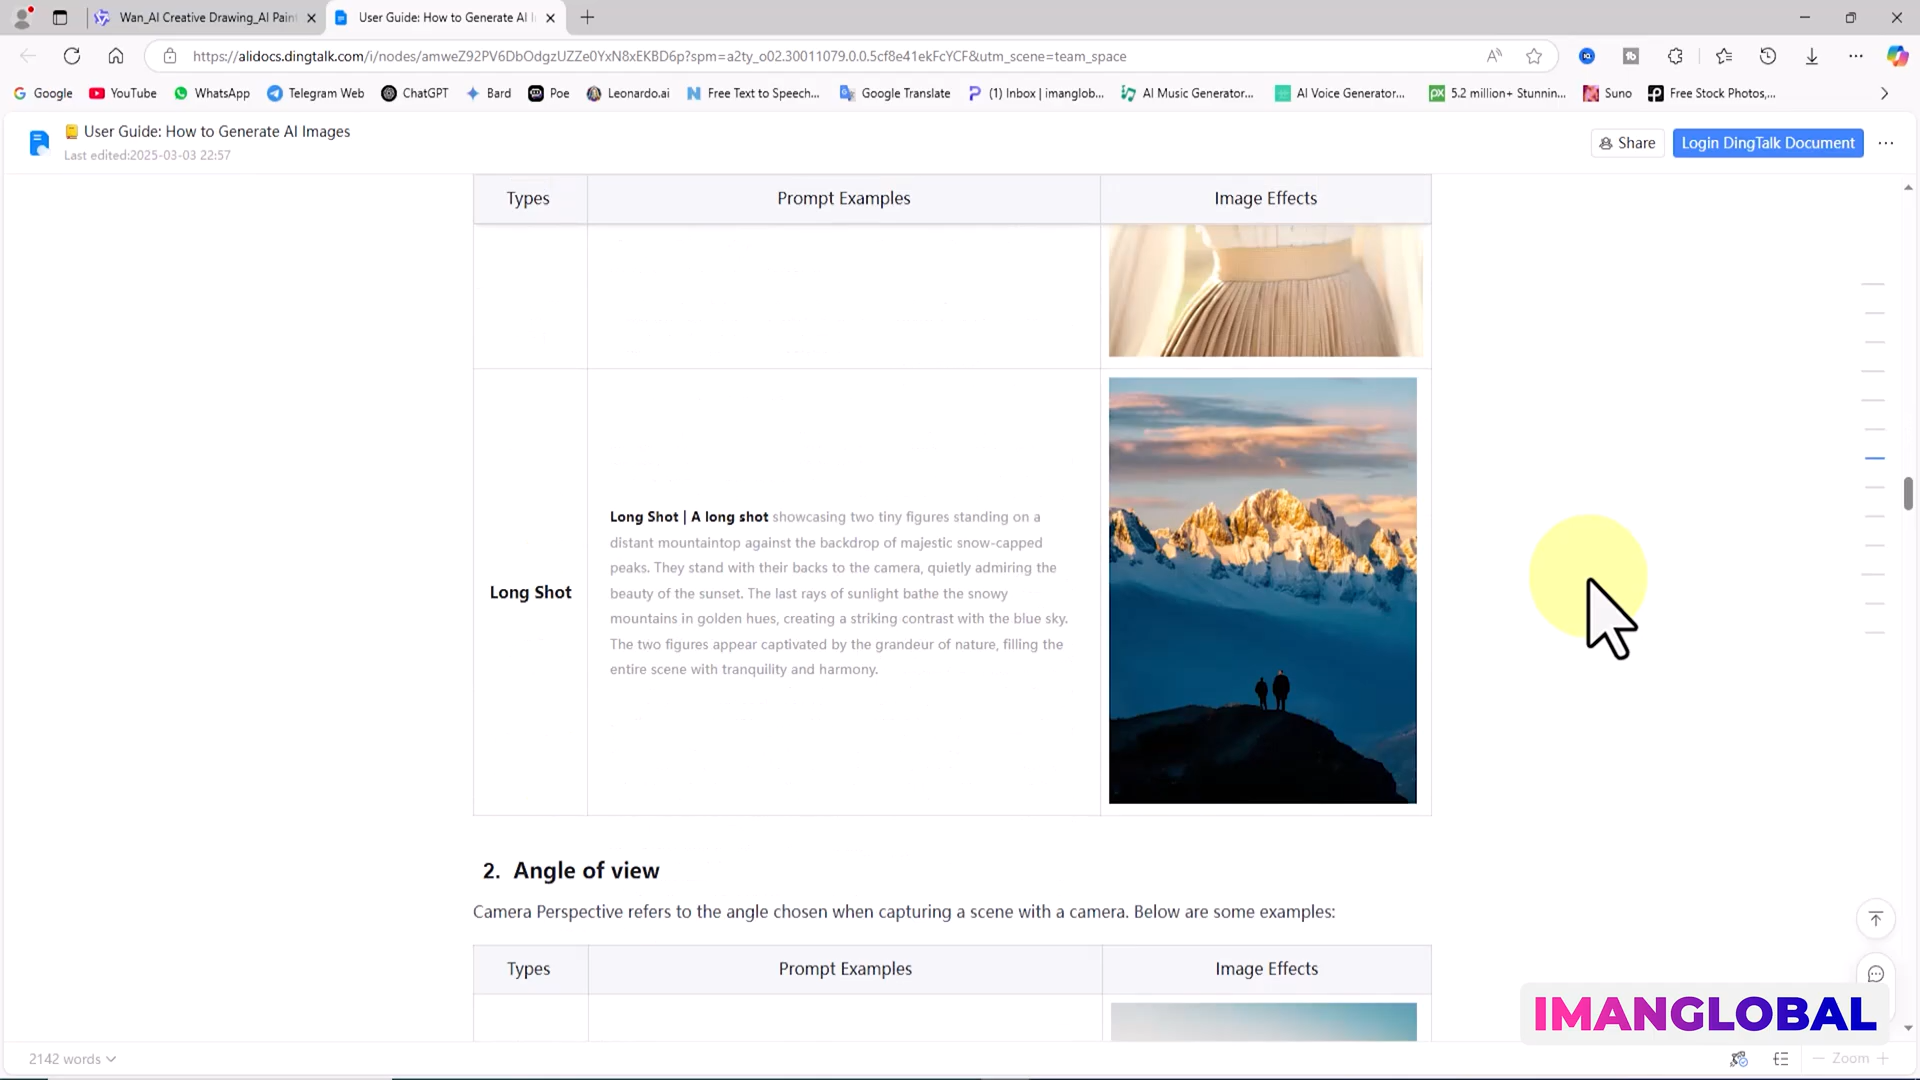 Wan_AI Creative Drawing_AI Pain
User Guide: How to Generate AI I
https://alidocs.dingtalk.com/i/nodes/amweZ92PV6DbOdgzUZZe0YxN8xEKBD6p?spm=a2ty_o02.30011079.0.0.5cf8e41ekFcYCF&utm_scene=team_space
Google
YouTube
WhatsApp
Telegram Web
ChatGPT
Bard
Poe
Leonardo.ai
Free Text to Speech...
Google Translate
(1) Inbox | imanglob...
AI Music Generator...
AI Voice Generator...
5.2 million+ Stunnin...
Suno
Free Stock Photos,...
User Guide: How to Generate AI Images
Last edited:2025-03-03 22:57
Share
Login DingTalk Document
Types
Prompt Examples
Image Effects
Long Shot
Long Shot | A long shot showcasing two tiny figures standing on a
distant mountaintop against the backdrop of majestic snow-capped
peaks. They stand with their backs to the camera, quietly admiring the
beauty of the sunset. The last rays of sunlight bathe the snowy
mountains in golden hues, creating a striking contrast with the blue sky.
The two figures appear captivated by the grandeur of nature, filling the
entire scene with tranquility and harmony.
2. Angle of view
Camera Perspective refers to the angle chosen when capturing a scene with a camera. Below are some examples:
Types
Prompt Examples
Image Effects
IMANGLOBAL
2142 words
Zoom